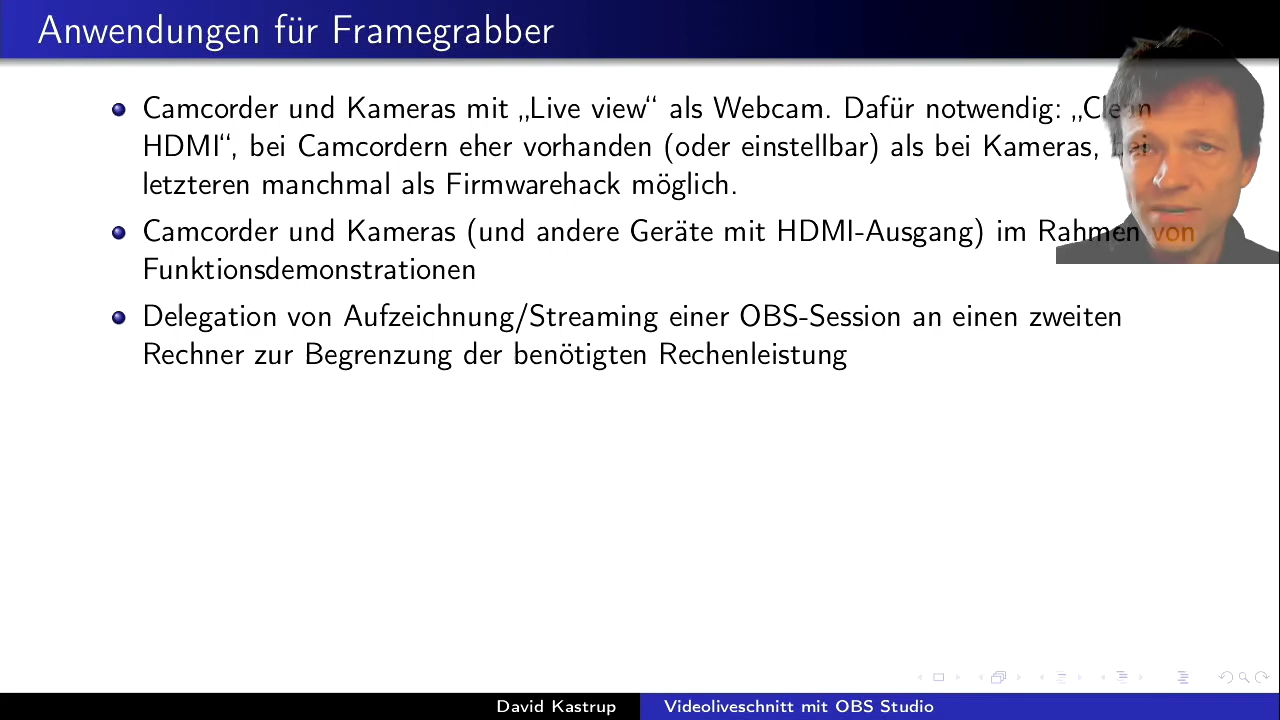 Anwendungen für Framegrabber
Camcorder und Kameras mit „Live view“ als Webcam. Dafür notwendig: „Clean
HDMI“, bei Camcordern eher vorhanden (oder einstellbar) als bei Kameras, bei
letzteren manchmal als Firmwarehack möglich.
Camcorder und Kameras (und andere Geräte mit HDMI-Ausgang) im Rahmen von
Funktionsdemonstrationen
Delegation von Aufzeichnung/Streaming einer OBS-Session an einen zweiten
Rechner zur Begrenzung der benötigten Rechenleistung
David Kastrup
Videoliveschnitt mit OBS Studio